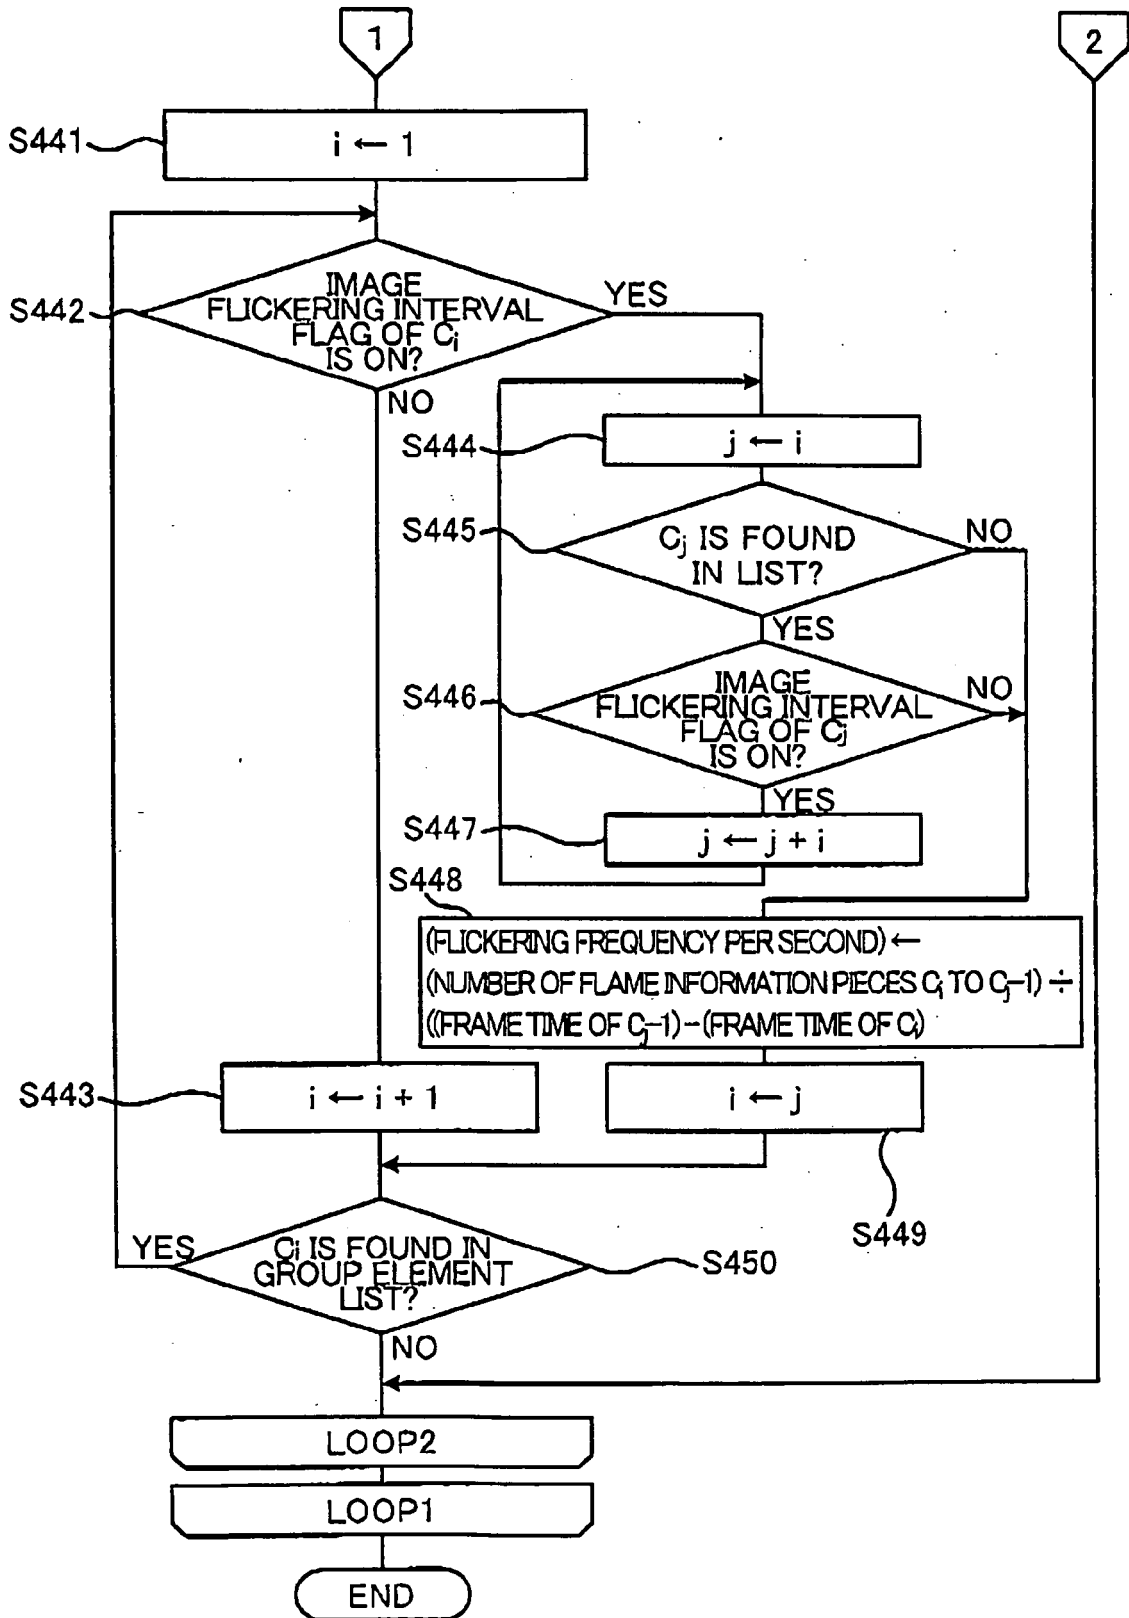 1
2
S441
i ← 1
S442
IMAGE
FLICKERING INTERVAL
FLAG OF Ci
IS ON?
YES
NO
S444
j ← i
S445
Cj IS FOUND
IN LIST?
NO
YES
S446
IMAGE
FLICKERING INTERVAL
FLAG OF Cj
IS ON?
NO
YES
S447
j ← j + i
S448
(FLICKERING FREQUENCY PER SECOND) ←
(NUMBER OF FLAME INFORMATION PIECES Ci TO Cj-1) ÷
((FRAME TIME OF Cj-1) - (FRAME TIME OF Ci)
S443
i ← i + 1
i ← j
S449
YES
Ci IS FOUND IN
GROUP ELEMENT
LIST?
S450
NO
LOOP2
LOOP1
END